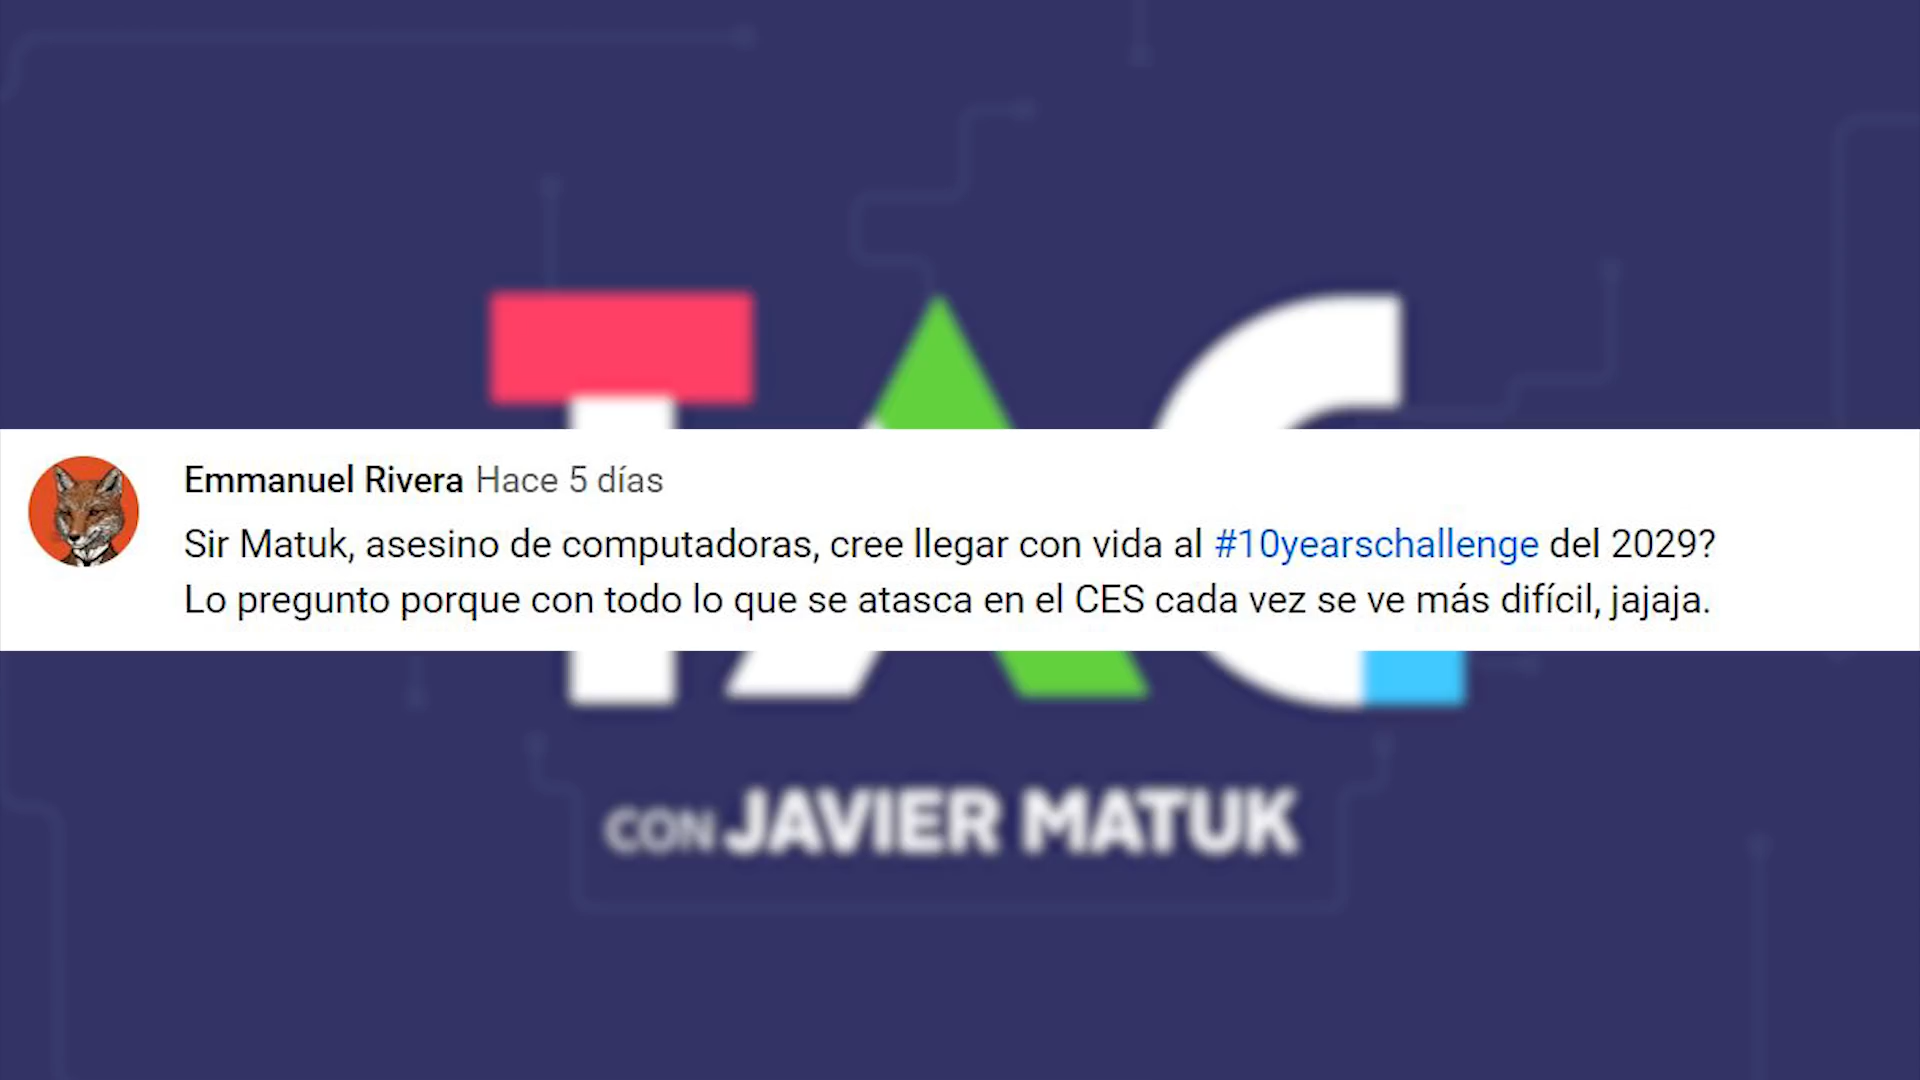 TAC
Emmanuel Rivera Hace 5 días
Sir Matuk, asesino de computadoras, cree llegar con vida al #10yearschallenge del 2029?
Lo pregunto porque con todo lo que se atasca en el CES cada vez se ve más difícil, jajaja.
CON JAVIER MATUK